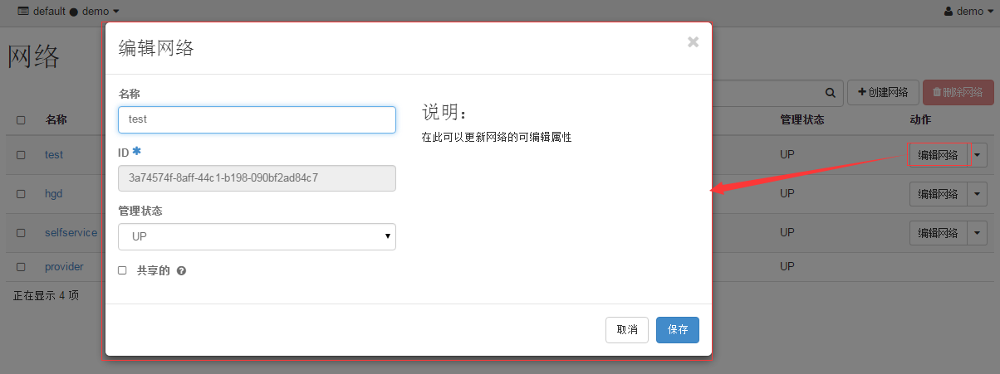 default ● demo
demo
网络
创建网络
删除网络
名称
管理状态
动作
test
UP
编辑网络
hgd
UP
编辑网络
selfservice
UP
编辑网络
provider
UP
正在显示 4 项
编辑网络
名称
test
ID *
3a74574f-8aff-44c1-b198-090bf2ad84c7
管理状态
UP
共享的
说明：
在此可以更新网络的可编辑属性
取消
保存